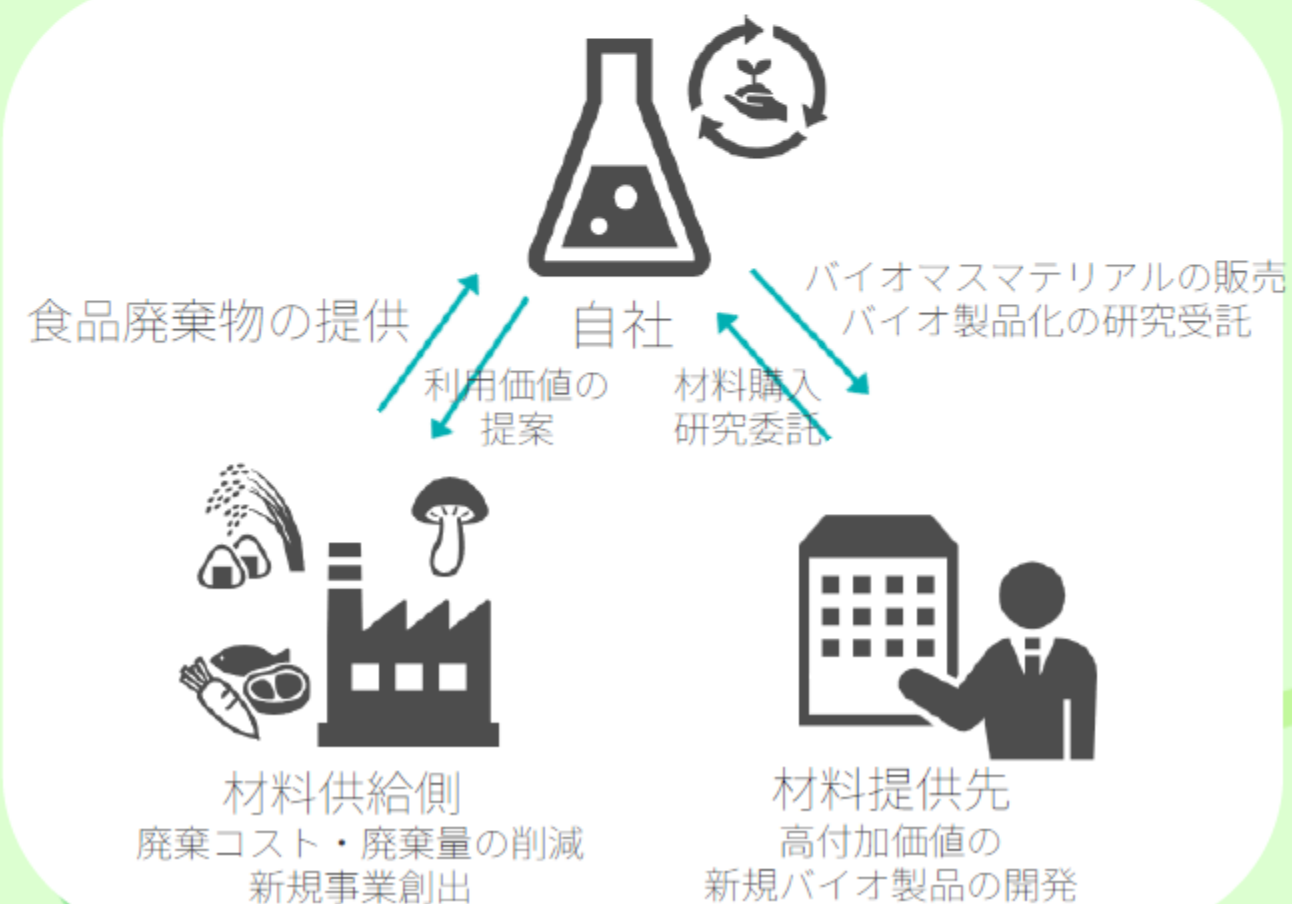 食品廃棄物の提供
自社
バイオマスマテリアルの販売
バイオ製品化の研究受託
利用価値の
提案
材料購入
研究委託
材料供給側
廃棄コスト・廃棄量の削減
新規事業創出
材料提供先
高付加価値の
新規バイオ製品の開発